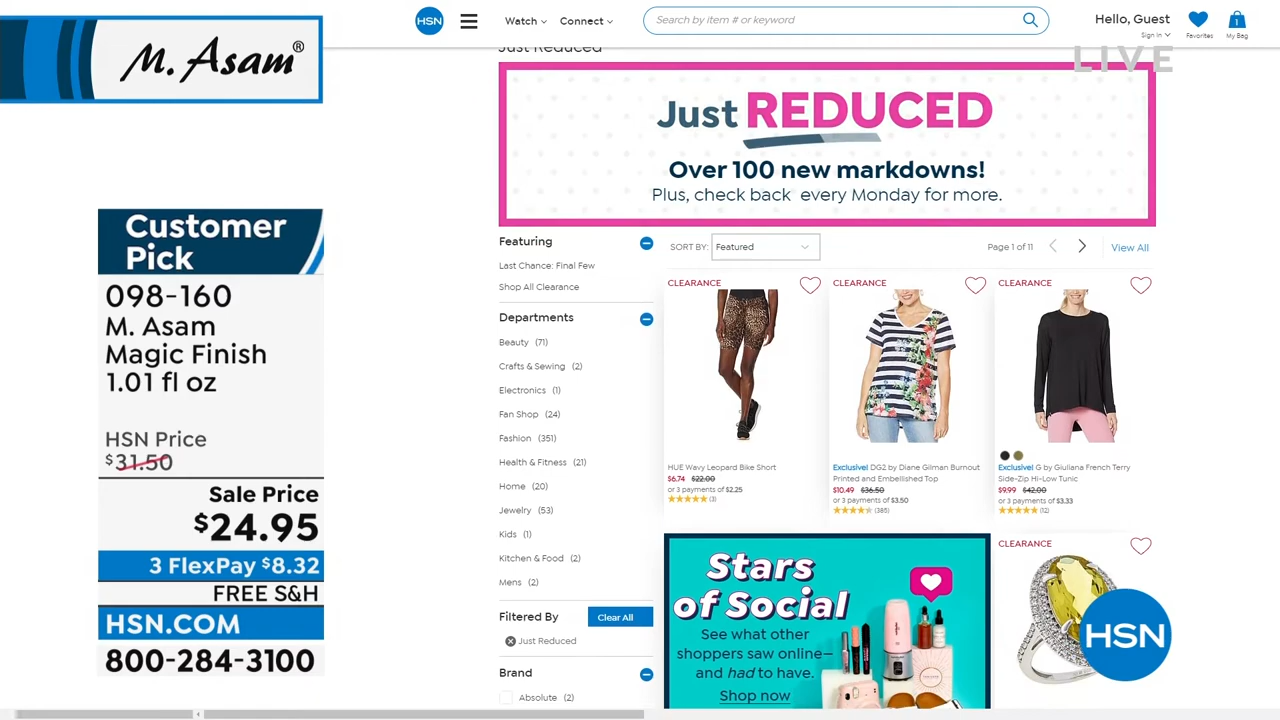 M. Asam®
Customer
Pick
098-160
M. Asam
Magic Finish
1.01 fl oz
HSN Price
$31.50
Sale Price
$24.95
3 FlexPay $8.32
FREE S&H
HSN.COM
800-284-3100
HSN
Watch
Connect
Search by item # or keyword
Hello, Guest
Sign In
Favorites
1
My Bag
LIVE
Just Reduced
Just REDUCED
Over 100 new markdowns!
Plus, check back every Monday for more.
Featuring
Last Chance: Final Few
Shop All Clearance
Departments
Beauty (71)
Crafts & Sewing (2)
Electronics (1)
Fan Shop (24)
Fashion (351)
Health & Fitness (21)
Home (20)
Jewelry (53)
Kids (1)
Kitchen & Food (2)
Mens (2)
Filtered By
Clear All
Just Reduced
Brand
Absolute (2)
SORT BY: Featured
Page 1 of 11
View All
CLEARANCE
HUE Wavy Leopard Bike Short
$6.74 $22.00
or 3 payments of $2.25
(3)
CLEARANCE
Exclusive! DG2 by Diane Gilman Burnout
Printed and Embellished Top
$10.49 $36.50
or 3 payments of $3.50
(385)
CLEARANCE
Exclusive! G by Giuliana French Terry
Side-Zip Hi-Low Tunic
$9.99 $42.00
or 3 payments of $3.33
(12)
Stars
of Social
See what other
shoppers saw online—
and had to have.
Shop now
CLEARANCE
HSN